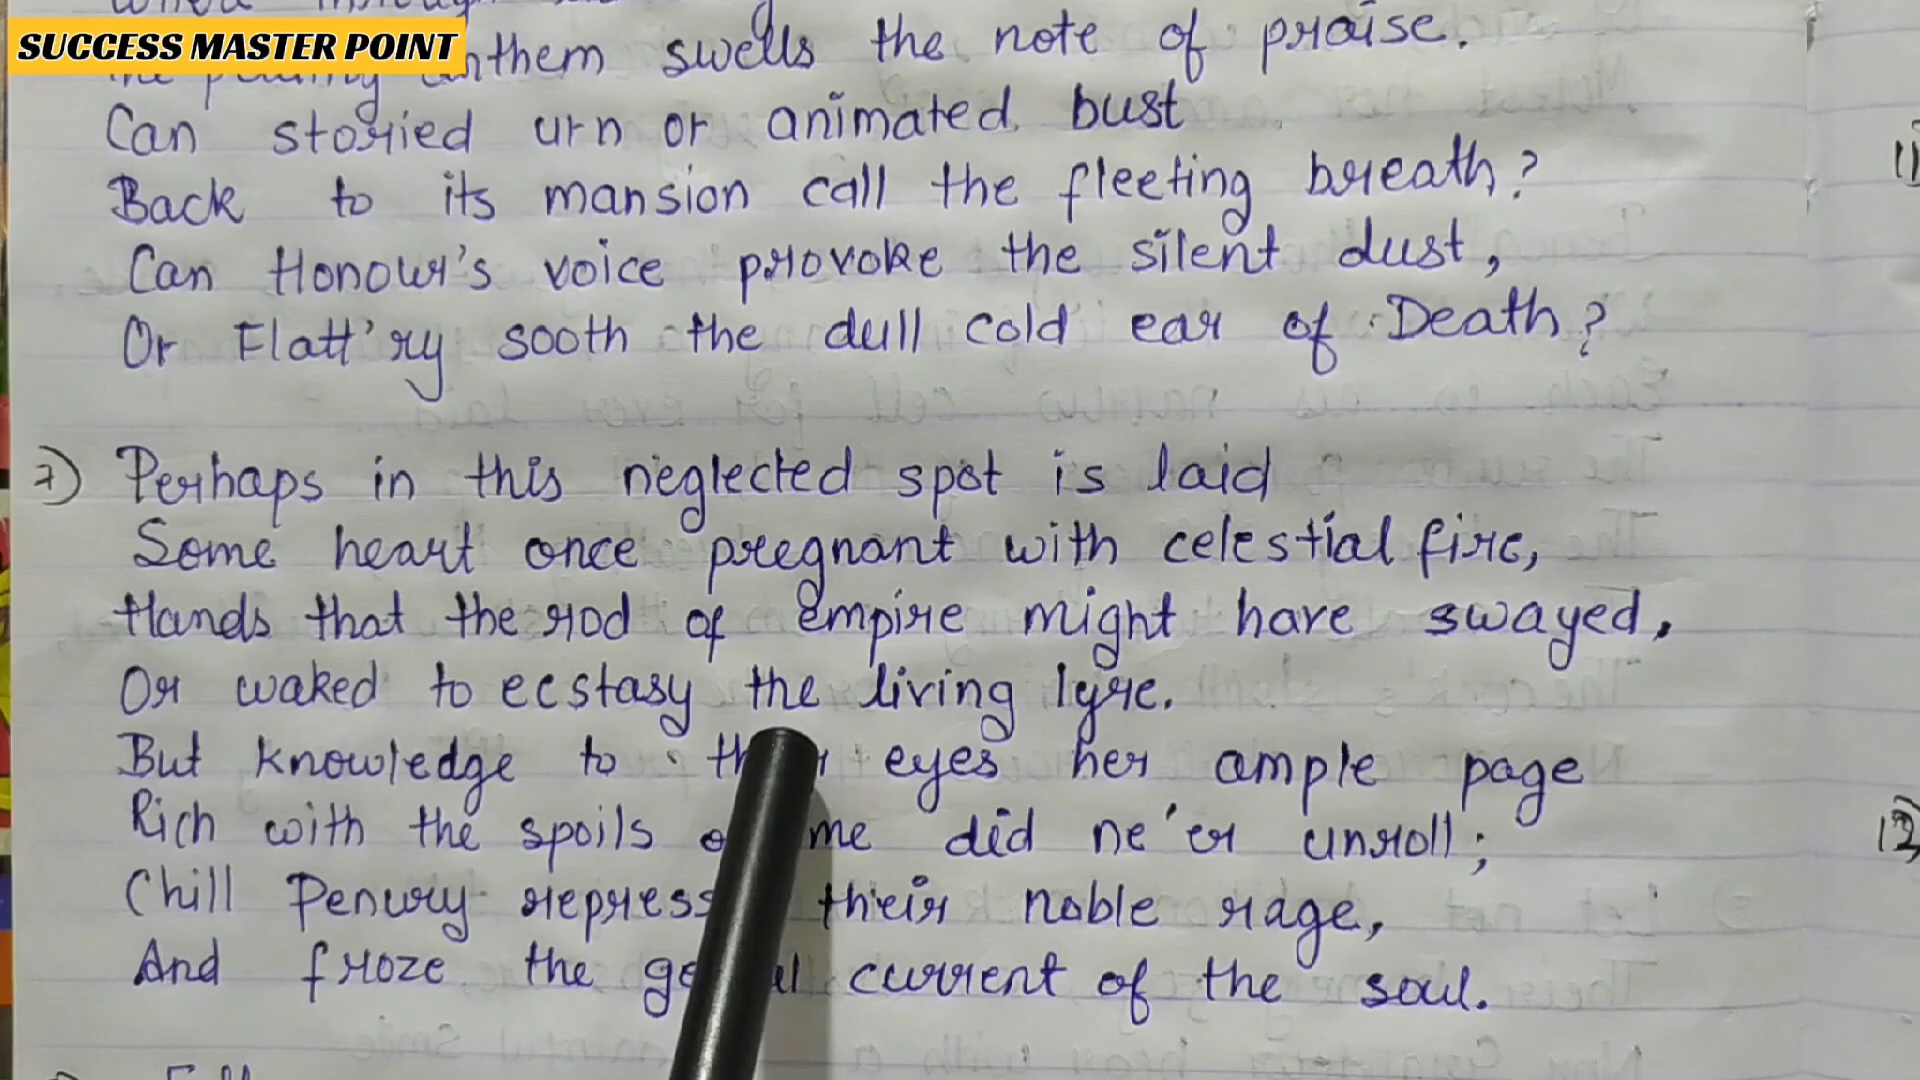 SUCCESS MASTER POINT
anthem swells the note of praise.
Can storied urn or animated bust
Back to its mansion call the fleeting breath?
Can Honour's voice provoke the silent dust,
Or Flatt'ry sooth the dull cold ear of Death?
7) Perhaps in this neglected spot is laid
Some heart once pregnant with celestial fire,
Hands that the rod of empire might have swayed,
Or waked to ecstasy the living lyre.
But knowledge to eyes her ample page
Rich with the spoils did ne'er unroll;
Chill Penury repress their noble rage,
And froze the current of the soul.
11)
12)